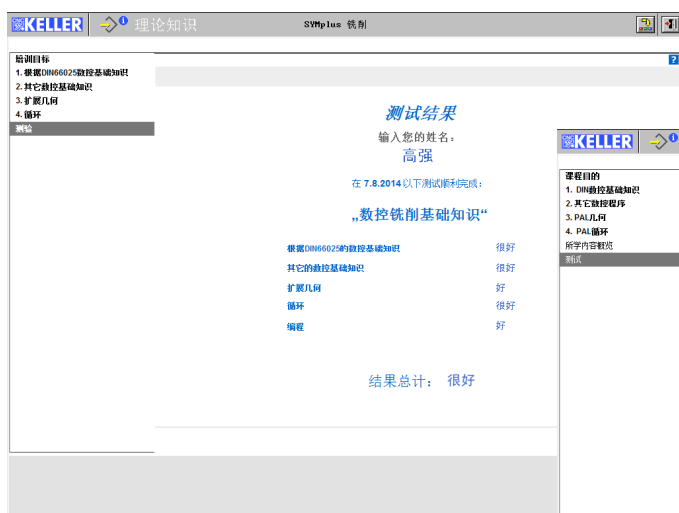 KELLER 理论知识 SYMplus 铣削
培训目标
1. 根据DIN66025数控基础知识
2. 其它数控基础知识
3. 扩展几何
4. 循环
测验
测试结果
输入您的姓名:
高强
在 7.8.2014 以下测试顺利完成:
„数控铣削基础知识“
根据DIN66025的数控基础知识 很好
其它的数控基础知识 很好
扩展几何 好
循环 很好
编程 好
结果总计: 很好
KELLER
课程目的
1. DIN数控基础知识
2. 其它数控程序
3. PAL几何
4. PAL循环
所学内容概览
测试